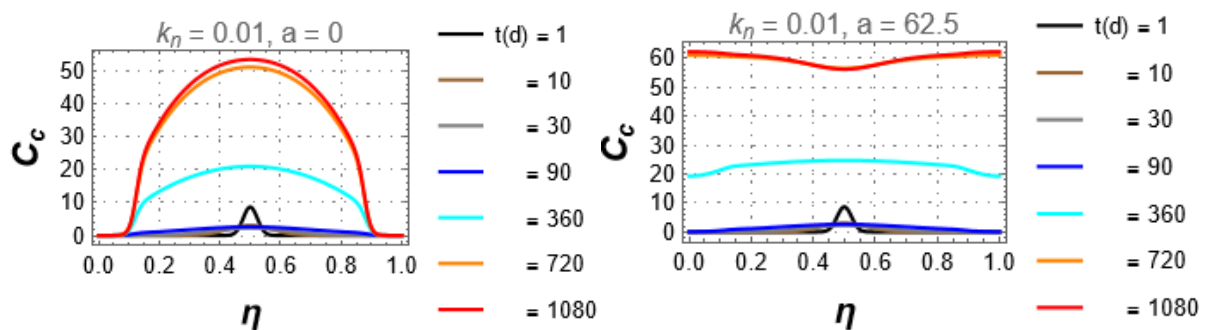 kₙ = 0.01, a = 0
C_c
50
40
30
20
10
0
0.0 0.2 0.4 0.6 0.8 1.0
η
t(d) = 1
= 10
= 30
= 90
= 360
= 720
= 1080
kₙ = 0.01, a = 62.5
C_c
60
50
40
30
20
10
0
0.0 0.2 0.4 0.6 0.8 1.0
η
t(d) = 1
= 10
= 30
= 90
= 360
= 720
= 1080